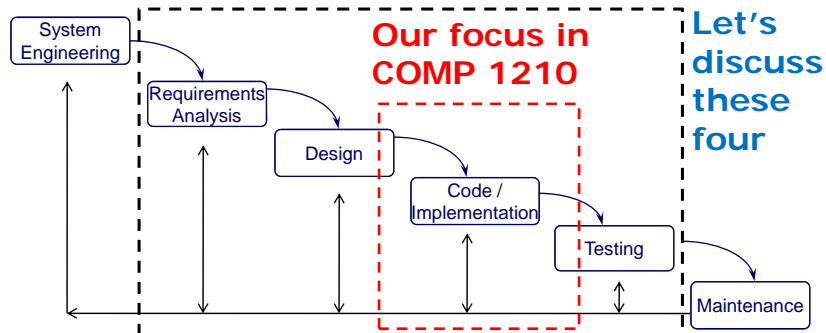 System
Engineering
Our focus in
COMP 1210
Let's
discuss
these
four
Requirements
Analysis
Design
Code /
Implementation
Testing
Maintenance